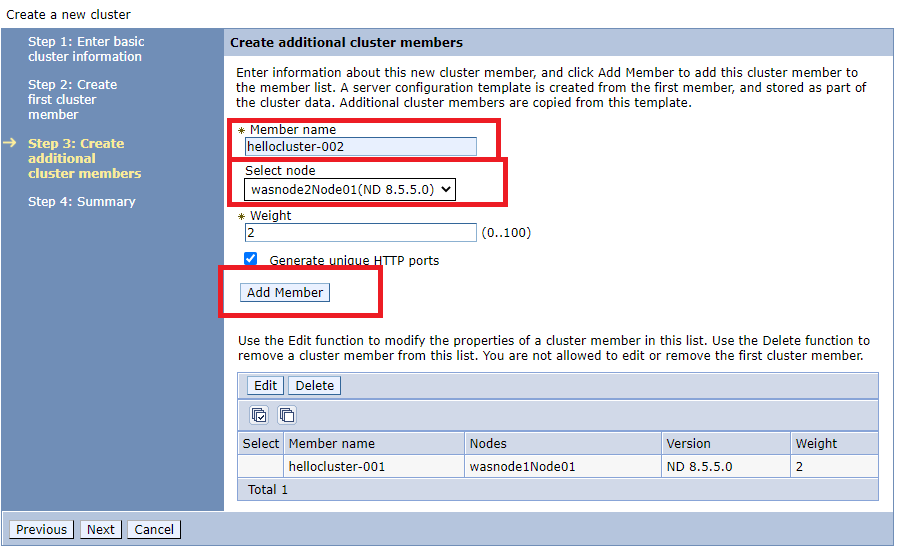 Create a new cluster
Step 1: Enter basic
cluster information
Step 2: Create
first cluster
member
Step 3: Create
additional
cluster members
Step 4: Summary
Create additional cluster members
Enter information about this new cluster member, and click Add Member to add this cluster member to
the member list. A server configuration template is created from the first member, and stored as part of
the cluster data. Additional cluster members are copied from this template.
* Member name
hellocluster-002
Select node
wasnode2Node01(ND 8.5.5.0)
* Weight
2 (0..100)
Generate unique HTTP ports
Add Member
Use the Edit function to modify the properties of a cluster member in this list. Use the Delete function to
remove a cluster member from this list. You are not allowed to edit or remove the first cluster member.
Edit Delete
Select Member name Nodes Version Weight
hellocluster-001 wasnode1Node01 ND 8.5.5.0 2
Total 1
Previous Next Cancel